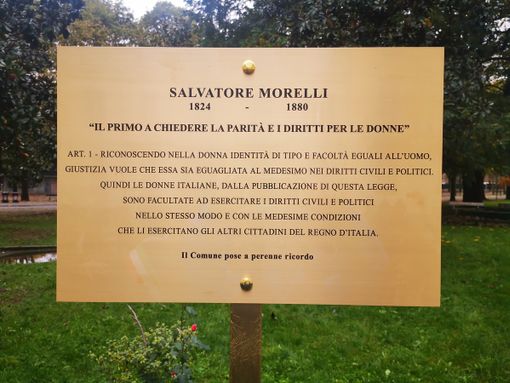 SALVATORE MORELLI
1824 - 1880
"IL PRIMO A CHIEDERE LA PARITÀ E I DIRITTI PER LE DONNE"
ART. 1 - RICONOSCENDO NELLA DONNA IDENTITÀ DI TIPO E FACOLTÀ EGUALI ALL'UOMO,
GIUSTIZIA VUOLE CHE ESSA SIA EGUAGLIATA AL MEDESIMO NEI DIRITTI CIVILI E POLITICI.
QUINDI LE DONNE ITALIANE, DALLA PUBBLICAZIONE DI QUESTA LEGGE,
SONO FACULTATE AD ESERCITARE I DIRITTI CIVILI E POLITICI
NELLO STESSO MODO E CON LE MEDESIME CONDIZIONI
CHE LI ESERCITANO GLI ALTRI CITTADINI DEL REGNO D'ITALIA.
Il Comune pose a perenne ricordo